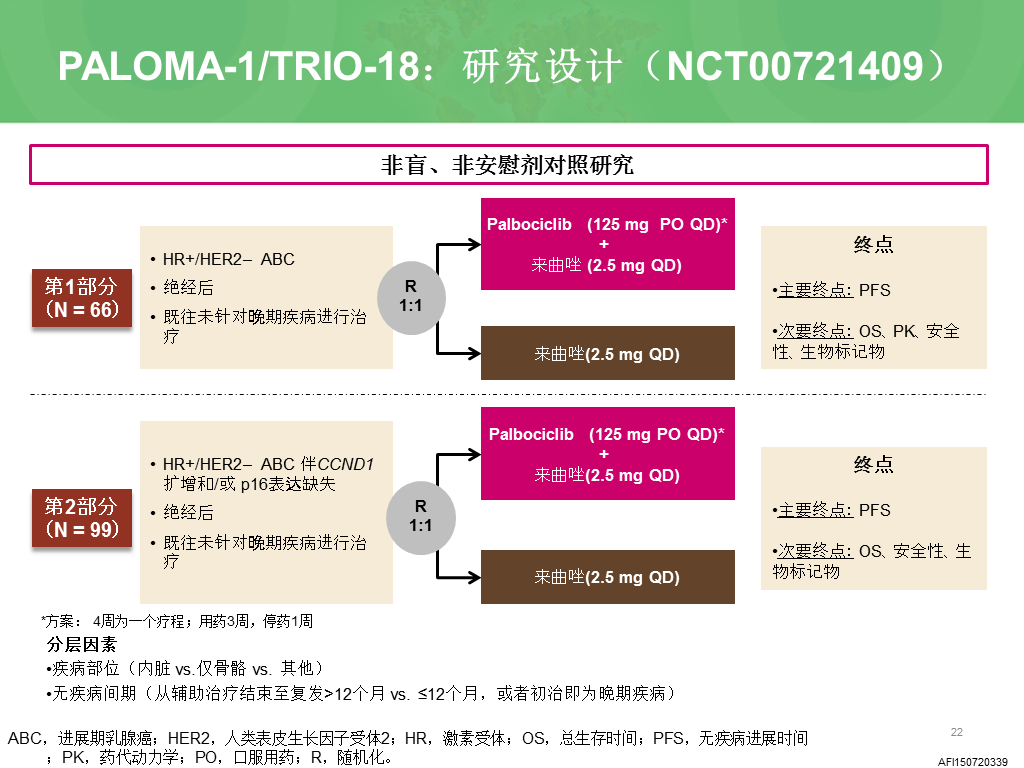 PALOMA-1/TRIO-18：研究设计（NCT00721409）
非盲、非安慰剂对照研究
第1部分
（N = 66）
• HR+/HER2– ABC
• 绝经后
• 既往未针对晚期疾病进行治
疗
R
1:1
Palbociclib (125 mg PO QD)*
+
来曲唑 (2.5 mg QD)
来曲唑(2.5 mg QD)
终点
•主要终点: PFS
•次要终点: OS、PK、安全
性、生物标记物
第2部分
（N = 99）
• HR+/HER2– ABC 伴CCND1
扩增和/或 p16表达缺失
• 绝经后
• 既往未针对晚期疾病进行治
疗
R
1:1
Palbociclib (125 mg PO QD)*
+
来曲唑(2.5 mg QD)
来曲唑(2.5 mg QD)
终点
•主要终点: PFS
•次要终点: OS、安全性、生
物标记物
*方案： 4周为一个疗程；用药3周，停药1周
分层因素
•疾病部位（内脏 vs.仅骨骼 vs. 其他）
•无疾病间期（从辅助治疗结束至复发>12个月 vs. ≤12个月，或者初治即为晚期疾病）
ABC，进展期乳腺癌；HER2，人类表皮生长因子受体2；HR，激素受体；OS，总生存时间；PFS，无疾病进展时间
；PK，药代动力学；PO，口服用药；R，随机化。
22
AFI150720339